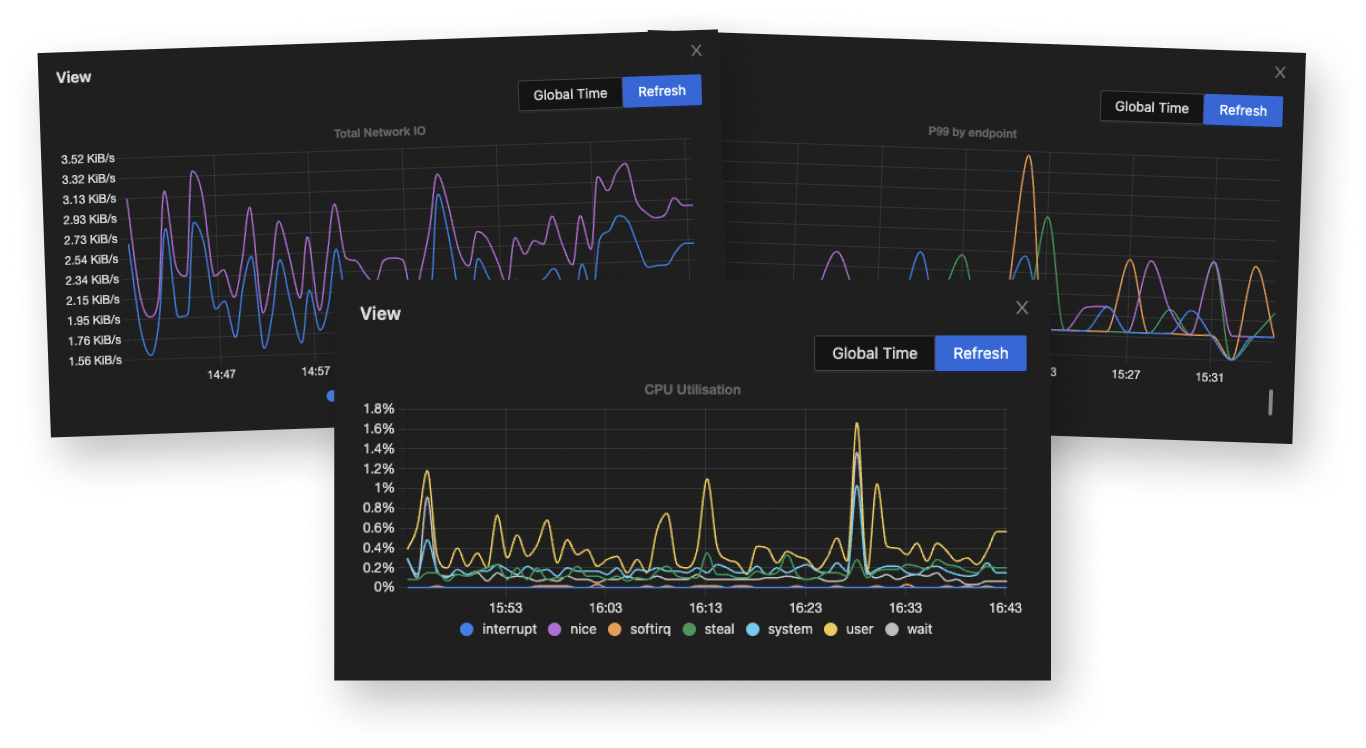 View
X
Global Time
Refresh
Total Network IO
3.52 KiB/s
3.32 KiB/s
3.13 KiB/s
2.93 KiB/s
2.73 KiB/s
2.54 KiB/s
2.34 KiB/s
2.15 KiB/s
1.95 KiB/s
1.76 KiB/s
1.56 KiB/s
14:47
14:57
X
Global Time
Refresh
P99 by endpoint
3
15:27
15:31
View
X
Global Time
Refresh
CPU Utilisation
1.8%
1.6%
1.4%
1.2%
1%
0.8%
0.6%
0.4%
0.2%
0%
15:53 16:03 16:13 16:23 16:33 16:43
interrupt nice softirq steal system user wait